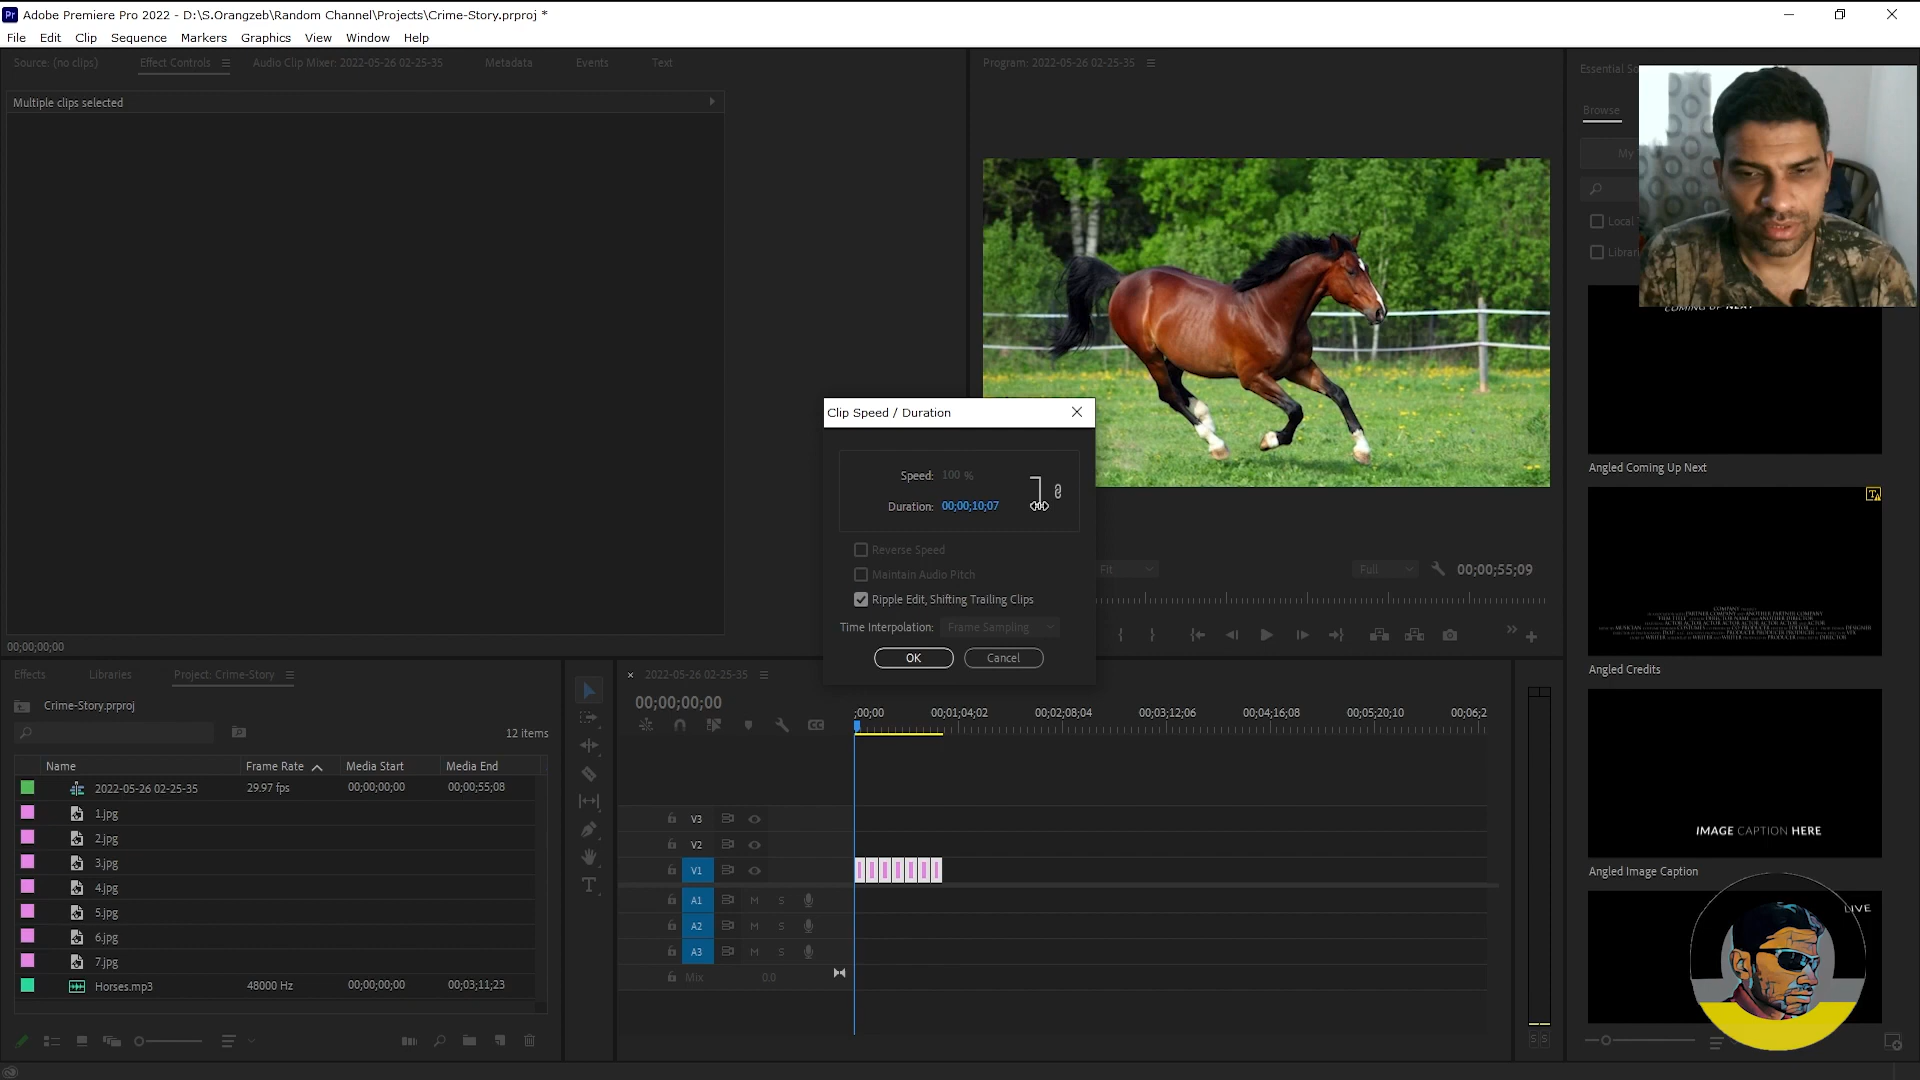 Adobe Premiere Pro 2022 - D:\S.Orangzeb\Random Channel\Projects\Crime-Story.prproj *
File Edit Clip Sequence Markers Graphics View Window Help
Source: (no clips) Effect Controls Audio Clip Mixer: 2022-05-26 02-25-35 Metadata Events Text
Program: 2022-05-26 02-25-35
Essential So
Multiple clips selected
Browse
My
Local
Librar
COMING UP NEXT
Clip Speed / Duration
Speed: 100 %
Duration: 00;00;10;07
Reverse Speed
Maintain Audio Pitch
Ripple Edit, Shifting Trailing Clips
Time Interpolation: Frame Sampling
OK Cancel
Fit Full 00;00;55;09
Angled Coming Up Next
Angled Credits
IMAGE CAPTION HERE
Angled Image Caption
LIVE
00;00;00;00
Effects Libraries Project: Crime-Story
Crime-Story.prproj
12 items
Name Frame Rate Media Start Media End
2022-05-26 02-25-35 29.97 fps 00;00;00;00 00;00;55;08
1.jpg
2.jpg
3.jpg
4.jpg
5.jpg
6.jpg
7.jpg
Horses.mp3 48000 Hz 00;00;00;00 00;03;11;23
2022-05-26 02-25-35
00;00;00;00
;00;00 00;01;04;02 00;02;08;04 00;03;12;06 00;04;16;08 00;05;20;10 00;06;2
V3
V2
V1
A1 M S
A2 M S
A3 M S
Mix 0.0
S S